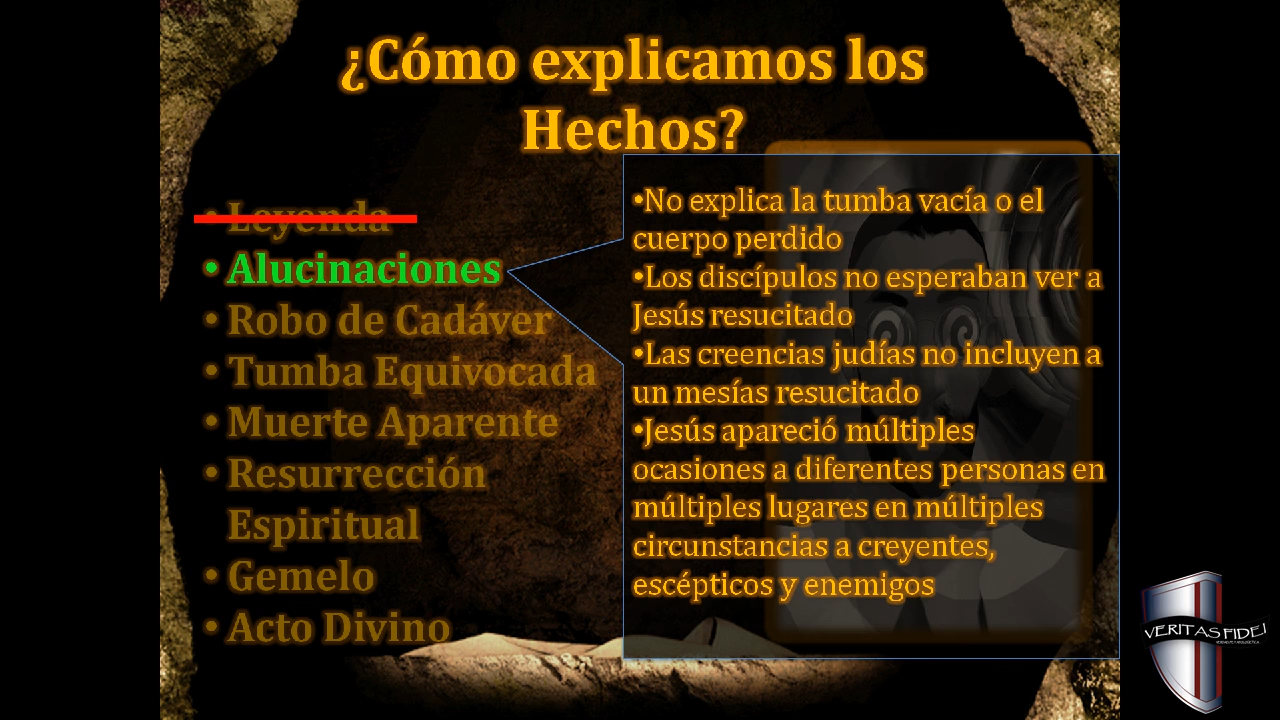 ¿Cómo explicamos los
Hechos?
• Leyenda
• Alucinaciones
• Robo de Cadáver
• Tumba Equivocada
• Muerte Aparente
• Resurrección
Espiritual
• Gemelo
• Acto Divino
•No explica la tumba vacía o el
cuerpo perdido
•Los discípulos no esperaban ver a
Jesús resucitado
•Las creencias judías no incluyen a
un mesías resucitado
•Jesús apareció múltiples
ocasiones a diferentes personas en
múltiples lugares en múltiples
circunstancias a creyentes,
escépticos y enemigos
VERITAS FIDEI